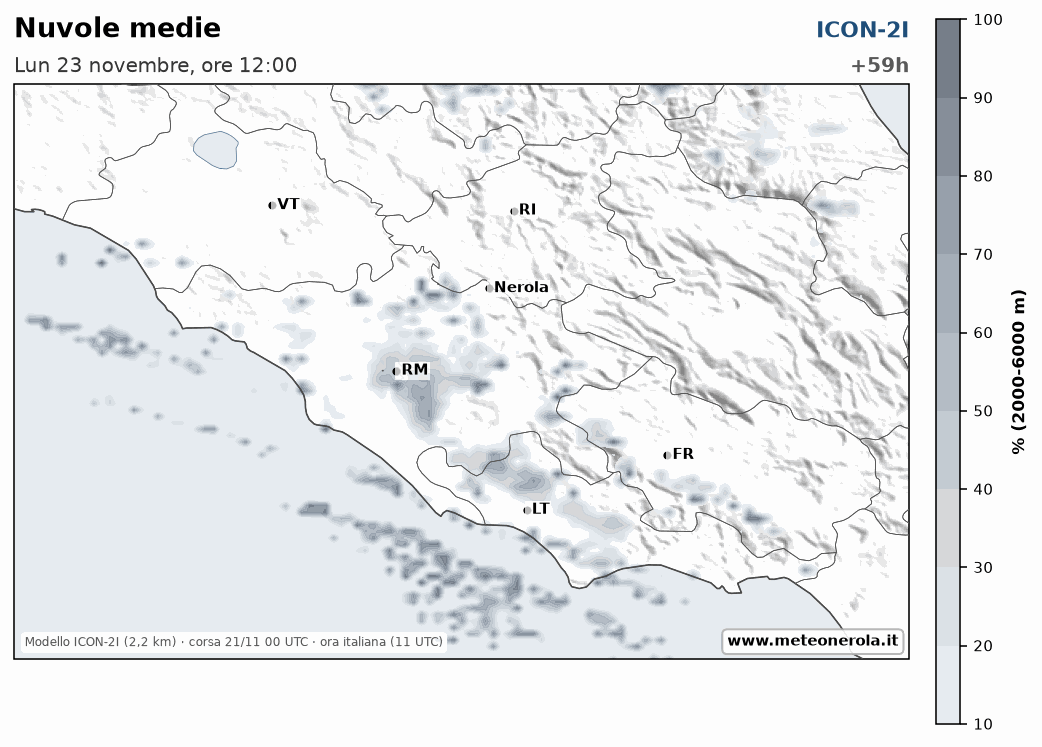 Nuvole medie
ICON-2I
Lun 23 novembre, ore 12:00
+59h
100
90
80
70
60
50
40
30
20
10
% (2000-6000 m)
VT
RI
Nerola
RM
FR
LT
Modello ICON-2I (2,2 km) · corsa 21/11 00 UTC · ora italiana (11 UTC)
www.meteonerola.it